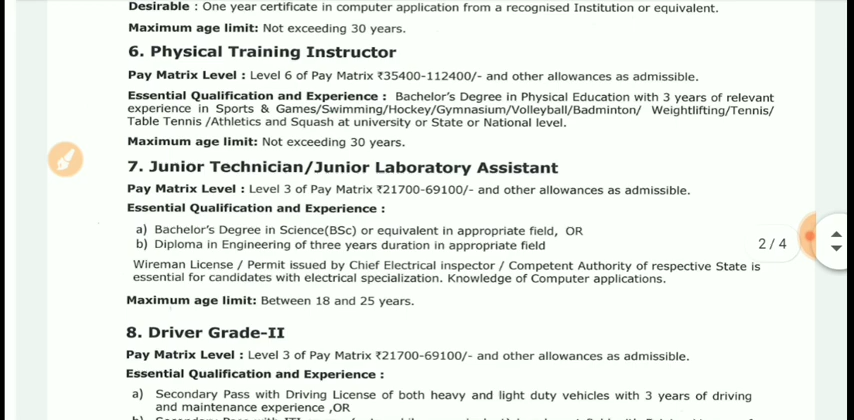 Desirable : One year certificate in computer application from a recognised Institution or equivalent.
Maximum age limit: Not exceeding 30 years.
6. Physical Training Instructor
Pay Matrix Level : Level 6 of Pay Matrix ₹35400-112400/- and other allowances as admissible.
Essential Qualification and Experience : Bachelor's Degree in Physical Education with 3 years of relevant
experience in Sports & Games/Swimming/Hockey/Gymnasium/Volleyball/Badminton/ Weightlifting/Tennis/
Table Tennis /Athletics and Squash at university or State or National level.
Maximum age limit: Not exceeding 30 years.
7. Junior Technician/Junior Laboratory Assistant
Pay Matrix Level : Level 3 of Pay Matrix ₹21700-69100/- and other allowances as admissible.
Essential Qualification and Experience :
a) Bachelor's Degree in Science(BSc) or equivalent in appropriate field, OR
b) Diploma in Engineering of three years duration in appropriate field
2 / 4
Wireman License / Permit issued by Chief Electrical inspector / Competent Authority of respective State is
essential for candidates with electrical specialization. Knowledge of Computer applications.
Maximum age limit: Between 18 and 25 years.
8. Driver Grade-II
Pay Matrix Level : Level 3 of Pay Matrix ₹21700-69100/- and other allowances as admissible.
Essential Qualification and Experience :
a) Secondary Pass with Driving License of both heavy and light duty vehicles with 3 years of driving
and maintenance experience ,OR